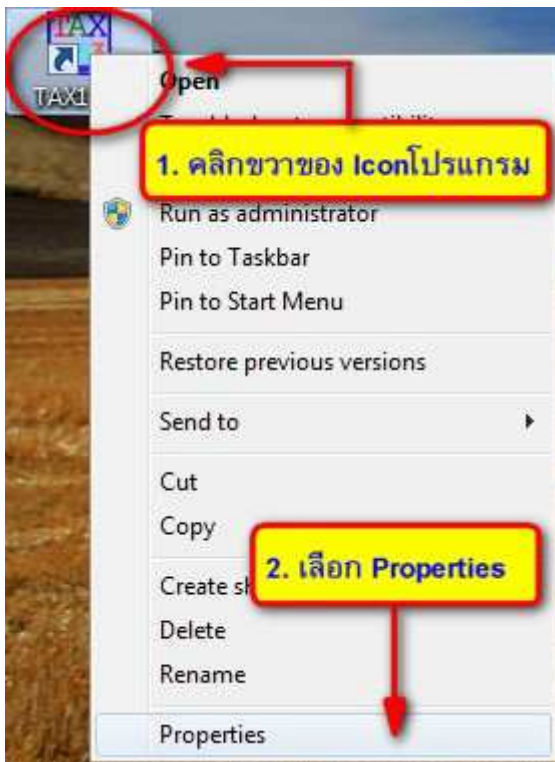 TAX
TAX1
Open
1. คลิกขวาของ Iconโปรแกรม
Run as administrator
Pin to Taskbar
Pin to Start Menu
Restore previous versions
Send to
Cut
Copy
2. เลือก Properties
Create
Delete
Rename
Properties